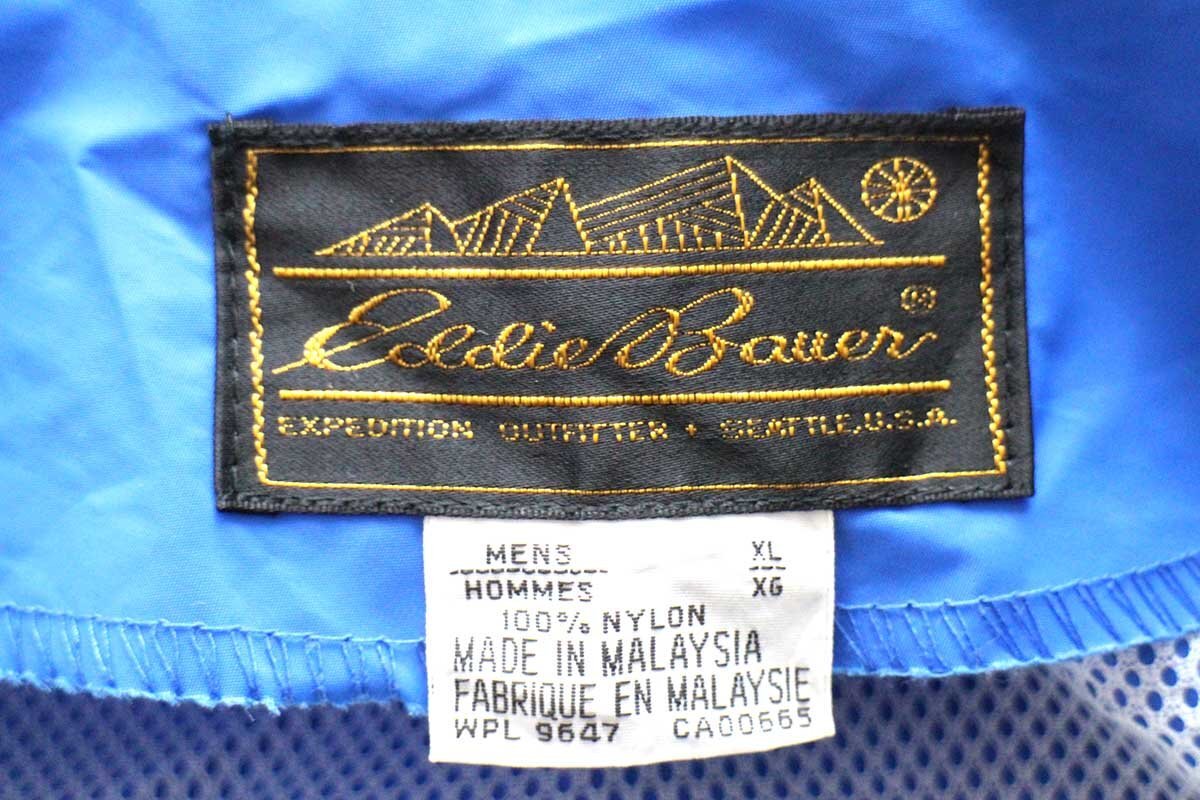 Eddie Bauer ®
EXPEDITION OUTFITTER + SEATTLE, U.S.A.
MENS XL
HOMMES XG
100% NYLON
MADE IN MALAYSIA
FABRIQUE EN MALAYSIE
WPL 9647 CA00665